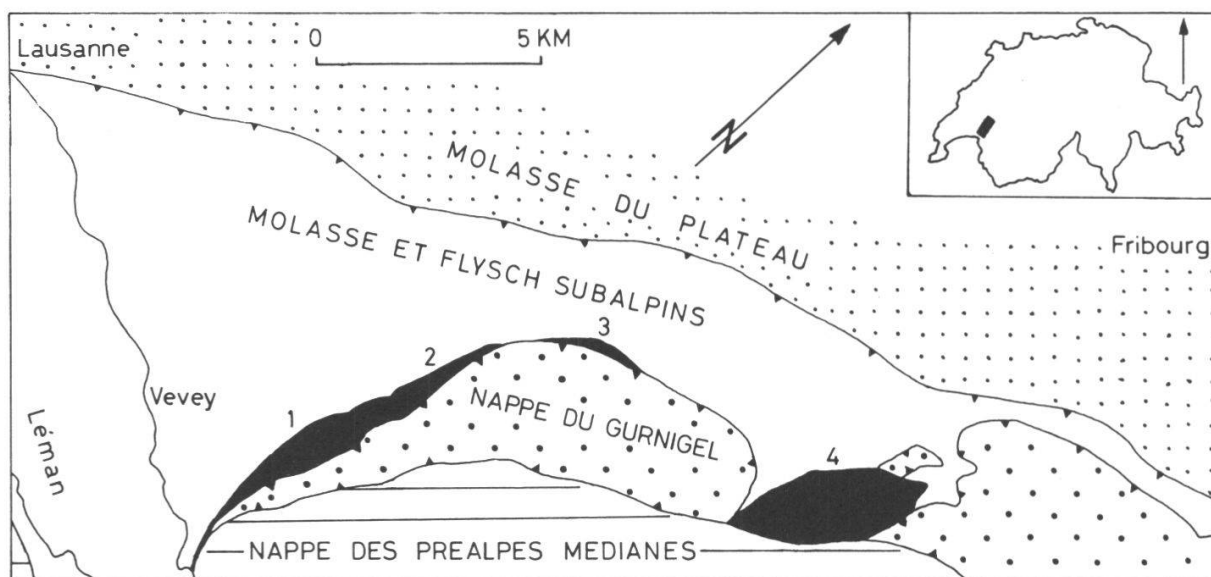 Lausanne
0 5 KM
N
MOLASSE DU PLATEAU
MOLASSE ET FLYSCH SUBALPINS
Fribourg
3
2
1
Vevey
NAPPE DU GURNIGEL
4
Léman
NAPPE DES PREALPES MEDIANES